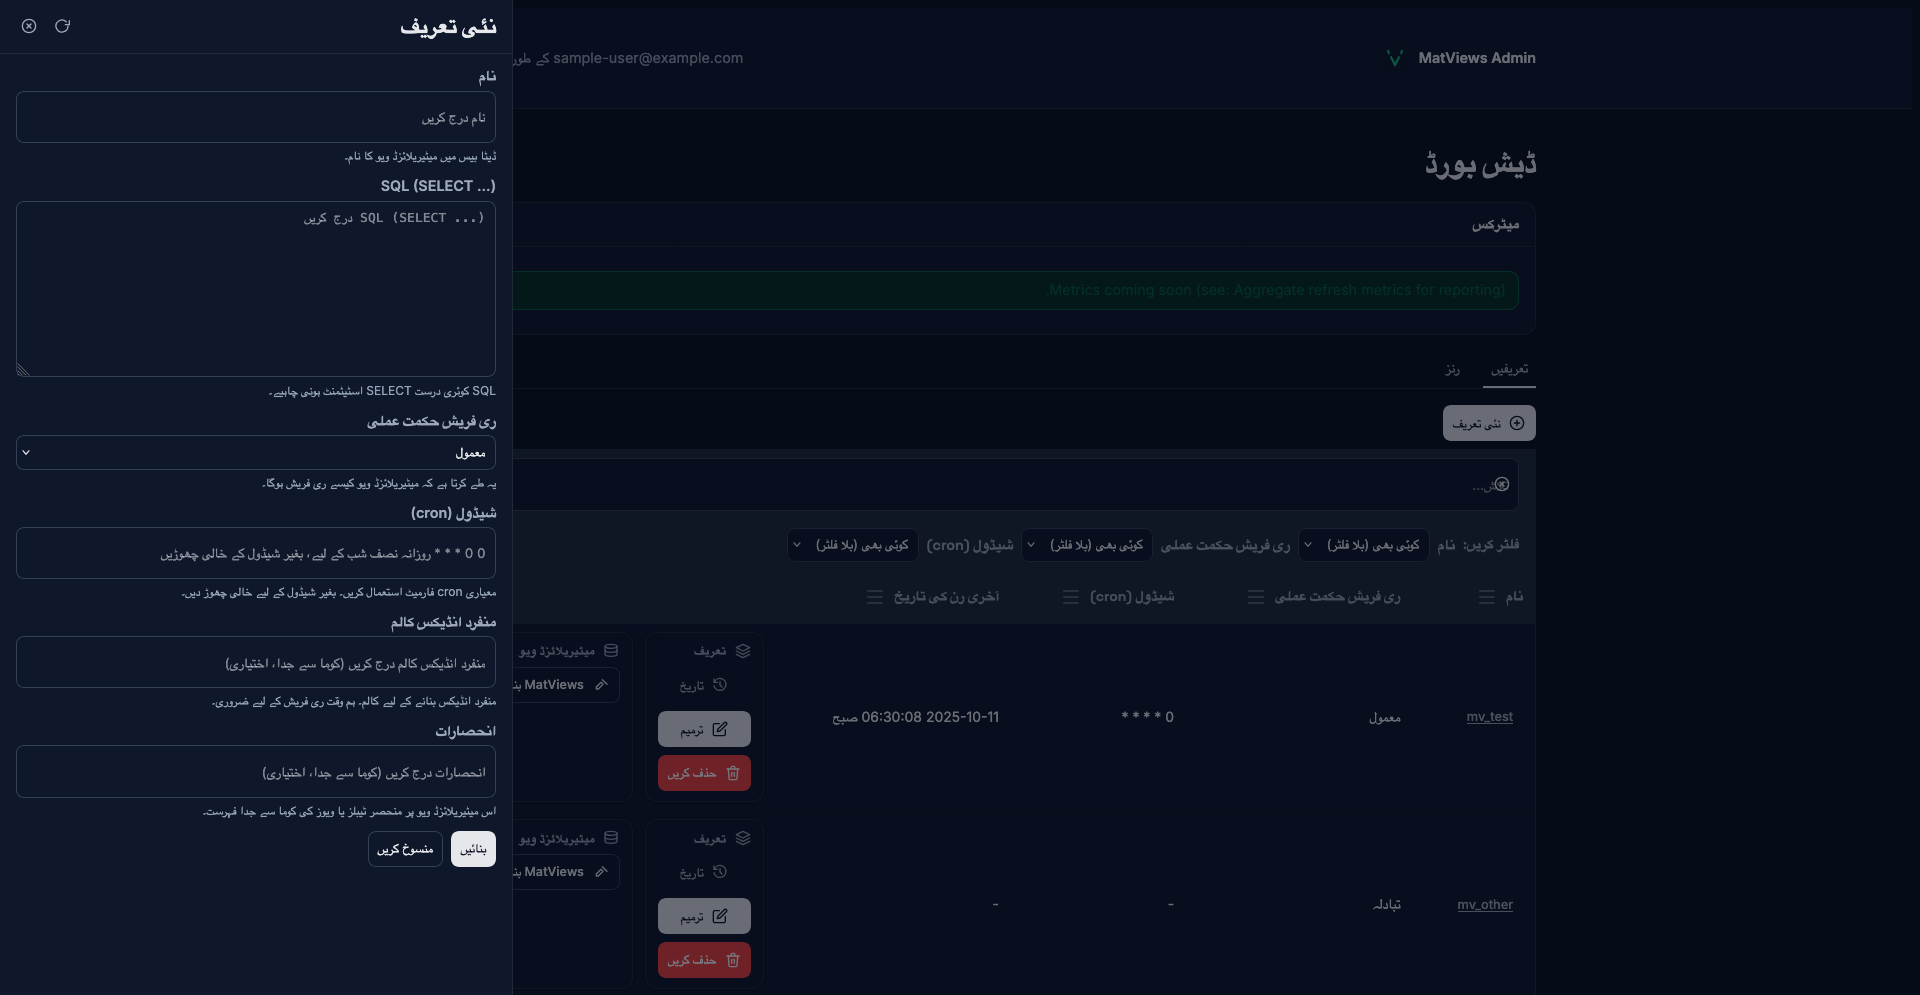 نئی تعریف
نام
نام درج کریں
ڈیٹا بیس میں میٹیریلائزڈ ویو کا نام۔
SQL (SELECT ...)
SQL (SELECT ...) درج کریں
SQL کوئری درست SELECT اسٹیٹمنٹ ہونی چاہیے۔
ری فریش حکمت عملی
معمول
یہ طے کرتا ہے کہ میٹیریلائزڈ ویو کیسے ری فریش ہوگا۔
شیڈول (cron)
0 0 * * * روزانہ نصف شب کے لیے، بغیر شیڈول کے خالی چھوڑیں
معیاری cron فارمیٹ استعمال کریں۔ بغیر شیڈول کے لیے خالی چھوڑ دیں۔
منفرد انڈیکس کالم
منفرد انڈیکس کالم درج کریں (کوما سے جدا، اختیاری)
منفرد انڈیکس بنانے کے لیے کالم۔ ہم وقت ری فریش کے لیے ضروری۔
انحصارات
انحصارات درج کریں (کوما سے جدا، اختیاری)
اس میٹیریلائزڈ ویو پر منحصر ٹیبلز یا ویوز کی کوما سے جدا فہرست۔
بنائیں منسوخ کریں
MatViews Admin
sample-user@example.com کے طور
ڈیش بورڈ
میٹرکس
Metrics coming soon (see: Aggregate refresh metrics for reporting).
تعریفیں رنز
نئی تعریف
فلٹر کریں: نام کوئی بھی (بلا فلٹر) ری فریش حکمت عملی کوئی بھی (بلا فلٹر) شیڈول (cron) کوئی بھی (بلا فلٹر)
نام ری فریش حکمت عملی شیڈول (cron) آخری رن کی تاریخ
mv_test معمول 0 * * * * 2025-10-11 06:30:08 صبح
تعریف
تاریخ
ترمیم
حذف کریں
میٹیریلائزڈ ویو
MatViews
mv_other تبادلہ - -
تعریف
تاریخ
ترمیم
حذف کریں
میٹیریلائزڈ ویو
MatViews